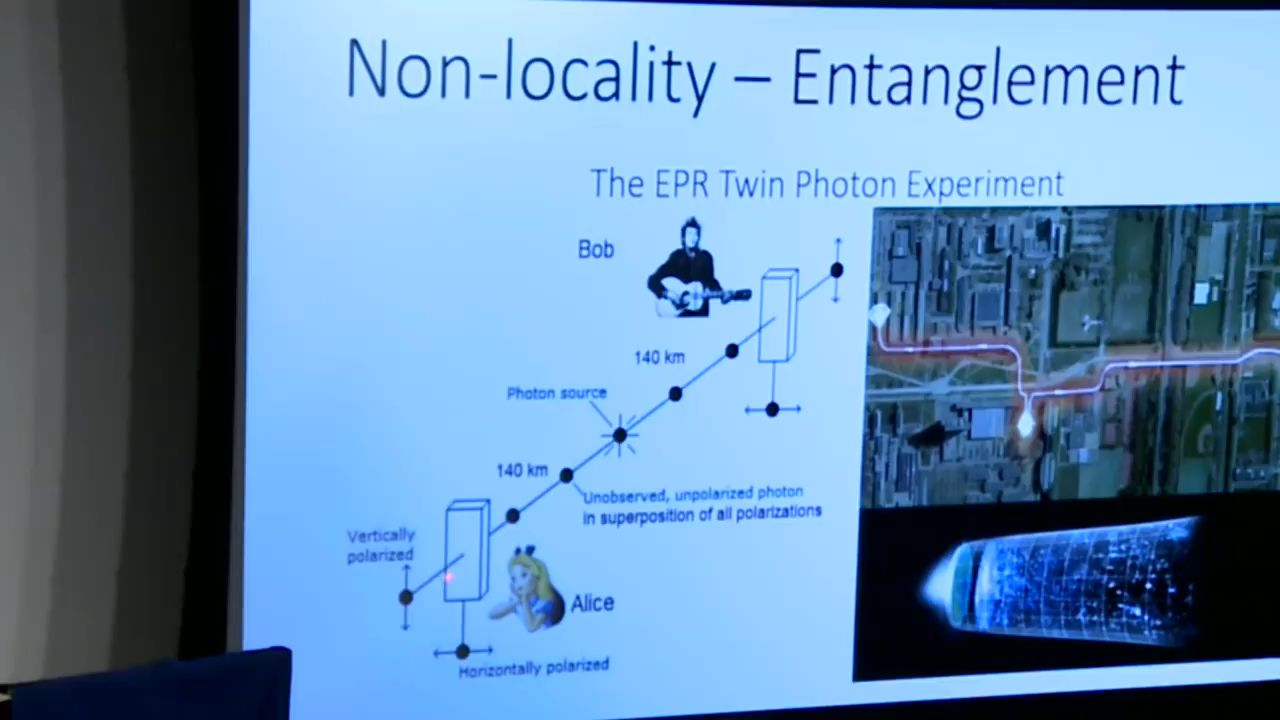 Non-locality – Entanglement
The EPR Twin Photon Experiment
Bob
140 km
Photon source
140 km
Unobserved, unpolarized photon
in superposition of all polarizations
Vertically
polarized
Alice
Horizontally polarized